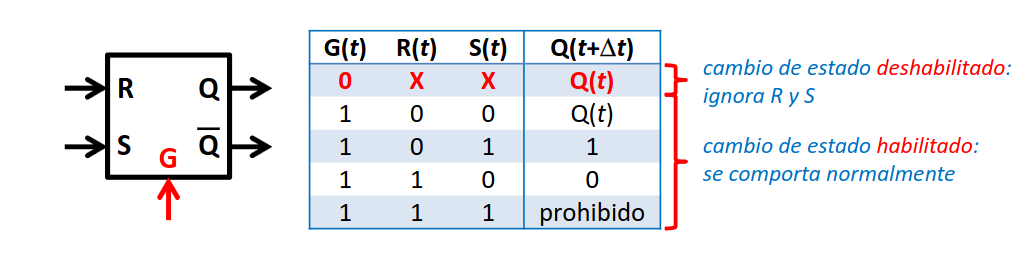 R Q
S Q̅
G
G(t) R(t) S(t) Q(t+Δt)
0 X X Q(t)
1 0 0 Q(t)
1 0 1 1
1 1 0 0
1 1 1 prohibido
cambio de estado deshabilitado:
ignora R y S
cambio de estado habilitado:
se comporta normalmente